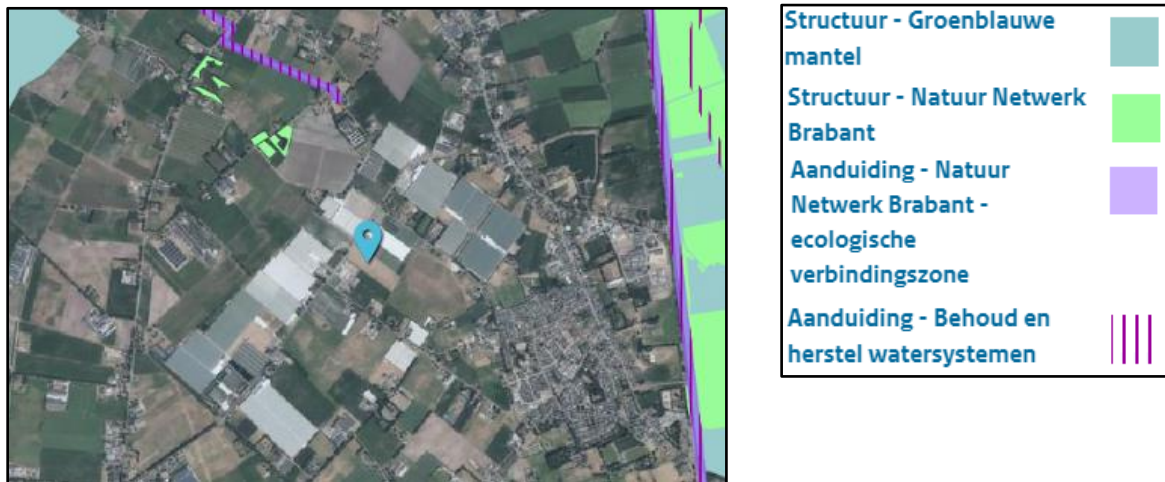 Structuur - Groenblauwe
mantel
Structuur - Natuur Netwerk
Brabant
Aanduiding - Natuur
Netwerk Brabant -
ecologische
verbindingszone
Aanduiding - Behoud en
herstel watersystemen